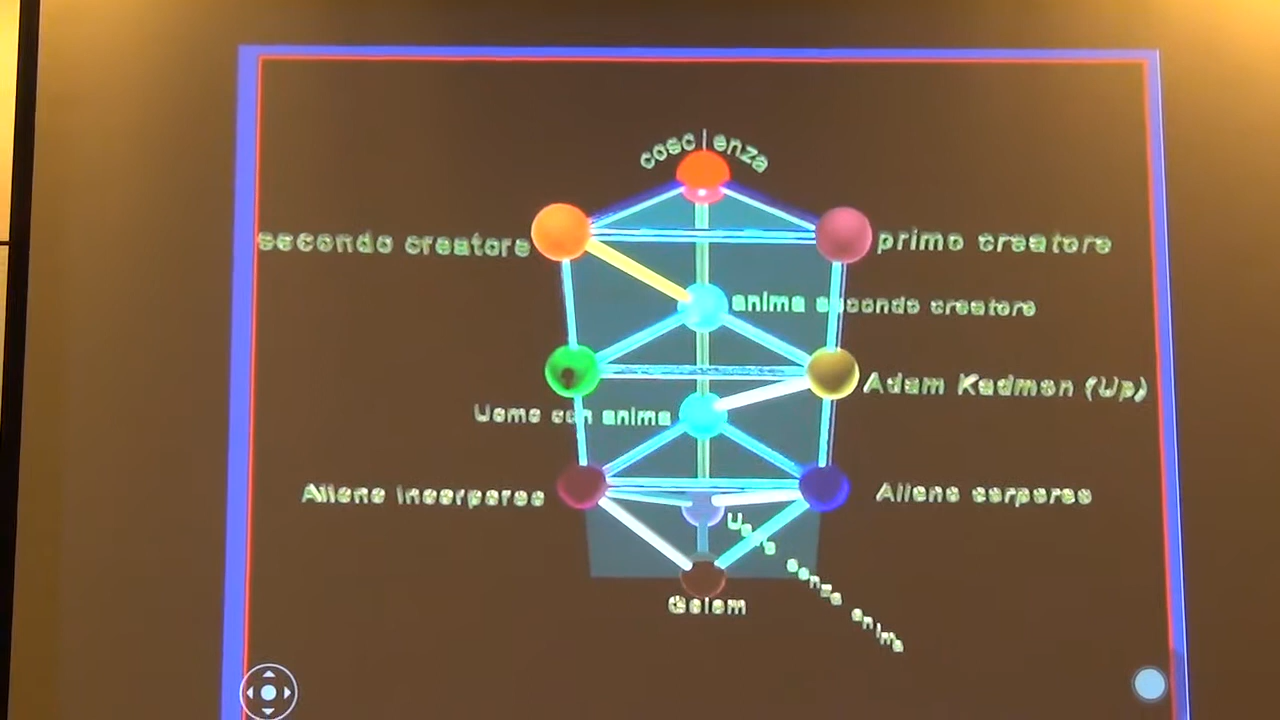 coscienza
secondo creatore
primo creatore
anima secondo creatore
Adam Kadmon (Up)
Uomo con anima
Alieno incorporeo
Alieno corporeo
Uomo senza anima
Golem